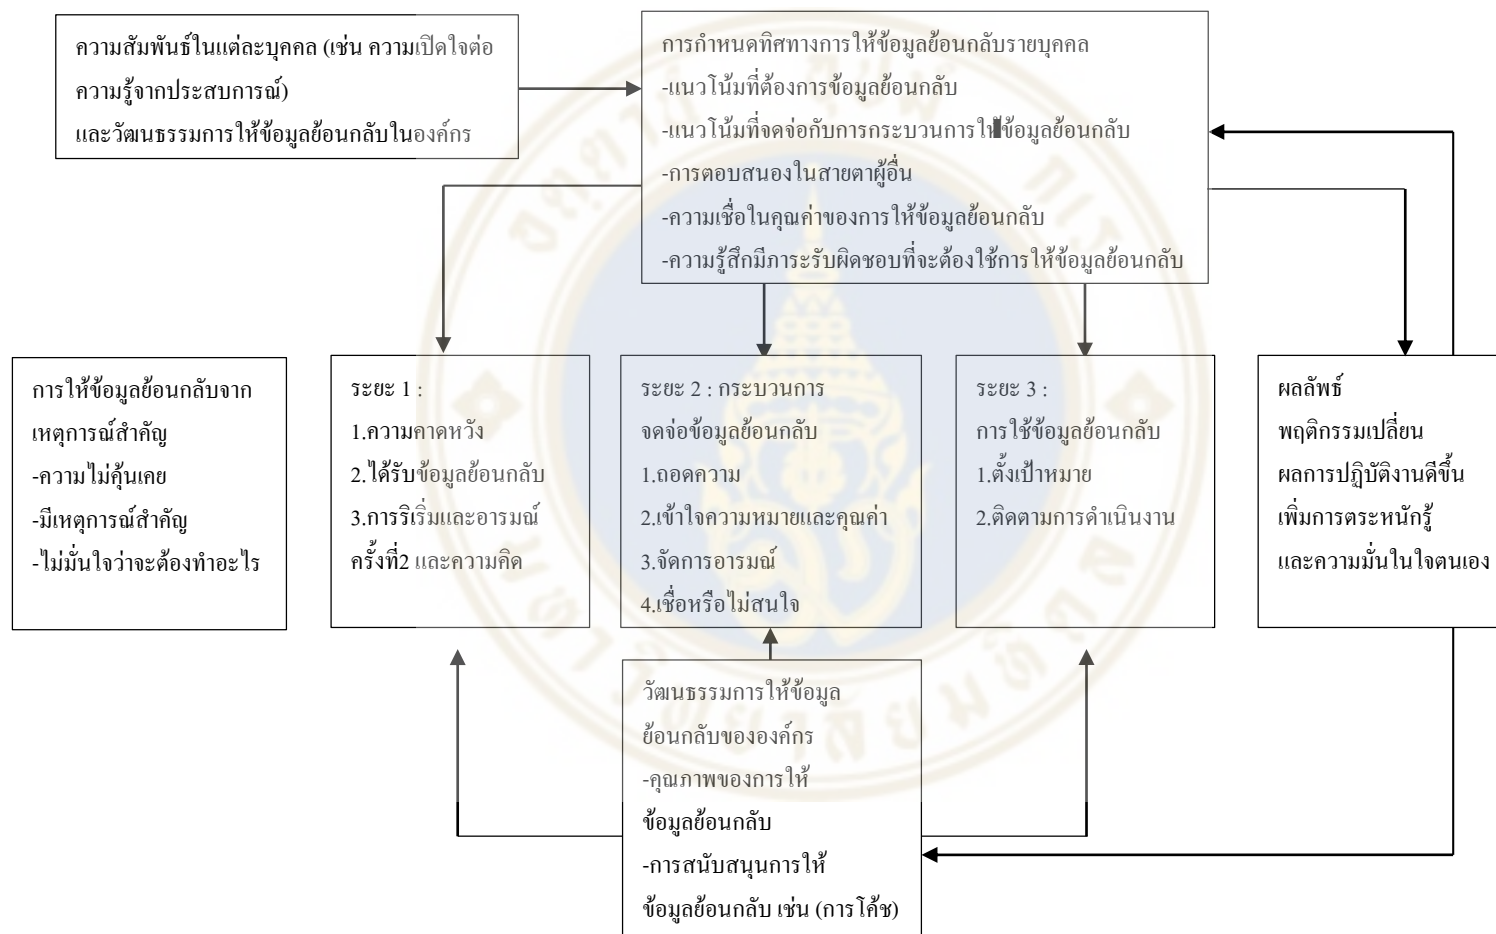 ความสัมพันธ์ในแต่ละบุคคล (เช่น ความเปิดใจต่อ
ความรู้จากประสบการณ์)
และวัฒนธรรมการให้ข้อมูลย้อนกลับในองค์กร
การกำหนดทิศทางการให้ข้อมูลย้อนกลับรายบุคคล
-แนวโน้มที่ต้องการข้อมูลย้อนกลับ
-แนวโน้มที่จดจ่อกับการกระบวนการให้ข้อมูลย้อนกลับ
-การตอบสนองในสายตาผู้อื่น
-ความเชื่อในคุณค่าของการให้ข้อมูลย้อนกลับ
-ความรู้สึกมีภาระรับผิดชอบที่จะต้องใช้การให้ข้อมูลย้อนกลับ
การให้ข้อมูลย้อนกลับจาก
เหตุการณ์สำคัญ
-ความไม่คุ้นเคย
-มีเหตุการณ์สำคัญ
-ไม่มั่นใจว่าจะต้องทำอะไร
ระยะ 1 :
1.ความคาดหวัง
2.ได้รับข้อมูลย้อนกลับ
3.การริเริ่มและอารมณ์
ครั้งที่2 และความคิด
ระยะ 2 : กระบวนการ
จดจ่อข้อมูลย้อนกลับ
1.ถอดความ
2.เข้าใจความหมายและคุณค่า
3.จัดการอารมณ์
4.เชื่อหรือไม่สนใจ
ระยะ 3 :
การใช้ข้อมูลย้อนกลับ
1.ตั้งเป้าหมาย
2.ติดตามการดำเนินงาน
ผลลัพธ์
พฤติกรรมเปลี่ยน
ผลการปฏิบัติงานดีขึ้น
เพิ่มการตระหนักรู้
และความมั่นในใจตนเอง
วัฒนธรรมการให้ข้อมูล
ย้อนกลับขององค์กร
-คุณภาพของการให้
ข้อมูลย้อนกลับ
-การสนับสนุนการให้
ข้อมูลย้อนกลับ เช่น (การโค้ช)
มหาวิทยาลัยมหิดล